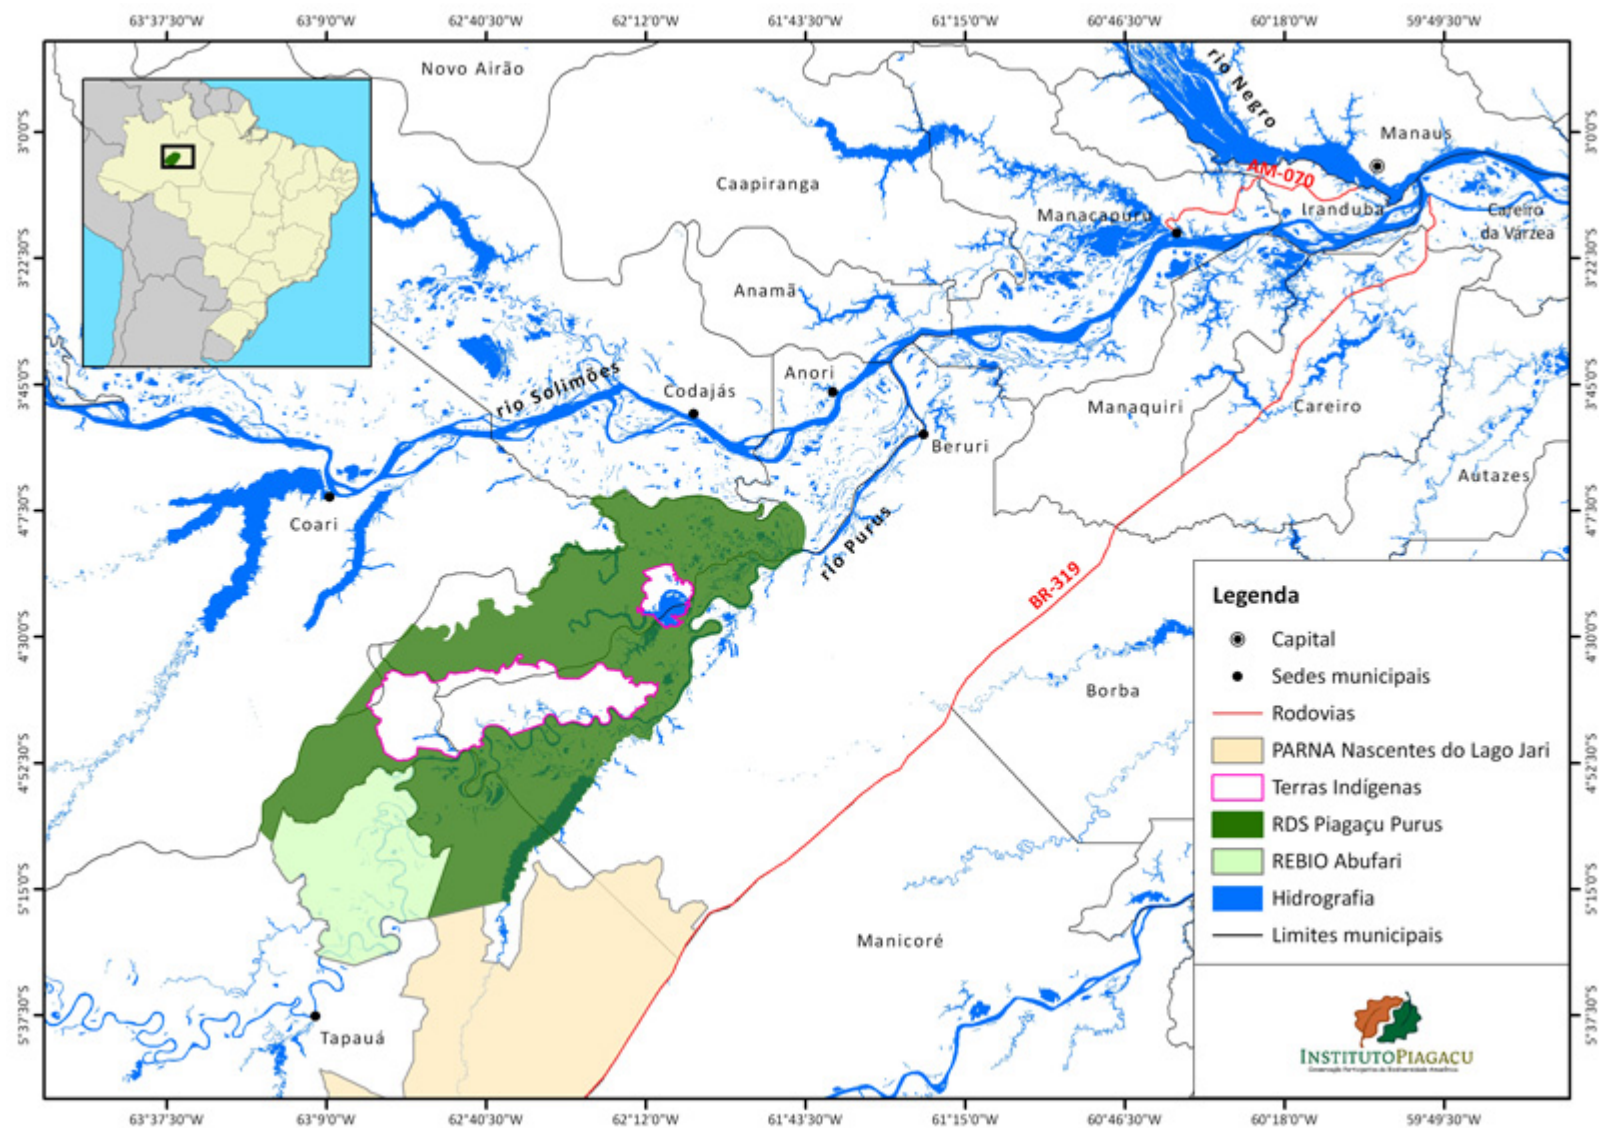 63°37'30"W 63°9'0"W 62°40'30"W 62°12'0"W 61°43'30"W 61°15'0"W 60°46'30"W 60°18'0"W 59°49'30"W
Novo Airão
rio Negro
Manaus
3°0'0"S
3°0'0"S
AM-070
Caapiranga
Manacapuru
Iranduba
Careiro
da Várzea
3°22'30"S
3°22'30"S
Anamã
rio Solimões
Codajás
Anori
3°45'0"S
3°45'0"S
Manaquiri
Careiro
Beruri
Autazes
Coari
4°7'30"S
4°7'30"S
rio Purus
BR-319
4°30'0"S
4°30'0"S
Borba
4°52'30"S
4°52'30"S
5°15'0"S
5°15'0"S
Manicoré
5°37'30"S
5°37'30"S
Tapauá
Legenda
Capital
Sedes municipais
Rodovias
PARNA Nascentes do Lago Jari
Terras Indígenas
RDS Piagaçu Purus
REBIO Abufari
Hidrografia
Limites municipais
INSTITUTOPIAGAÇU
Conservação Participativa da Biodiversidade Amazônica
63°37'30"W 63°9'0"W 62°40'30"W 62°12'0"W 61°43'30"W 61°15'0"W 60°46'30"W 60°18'0"W 59°49'30"W